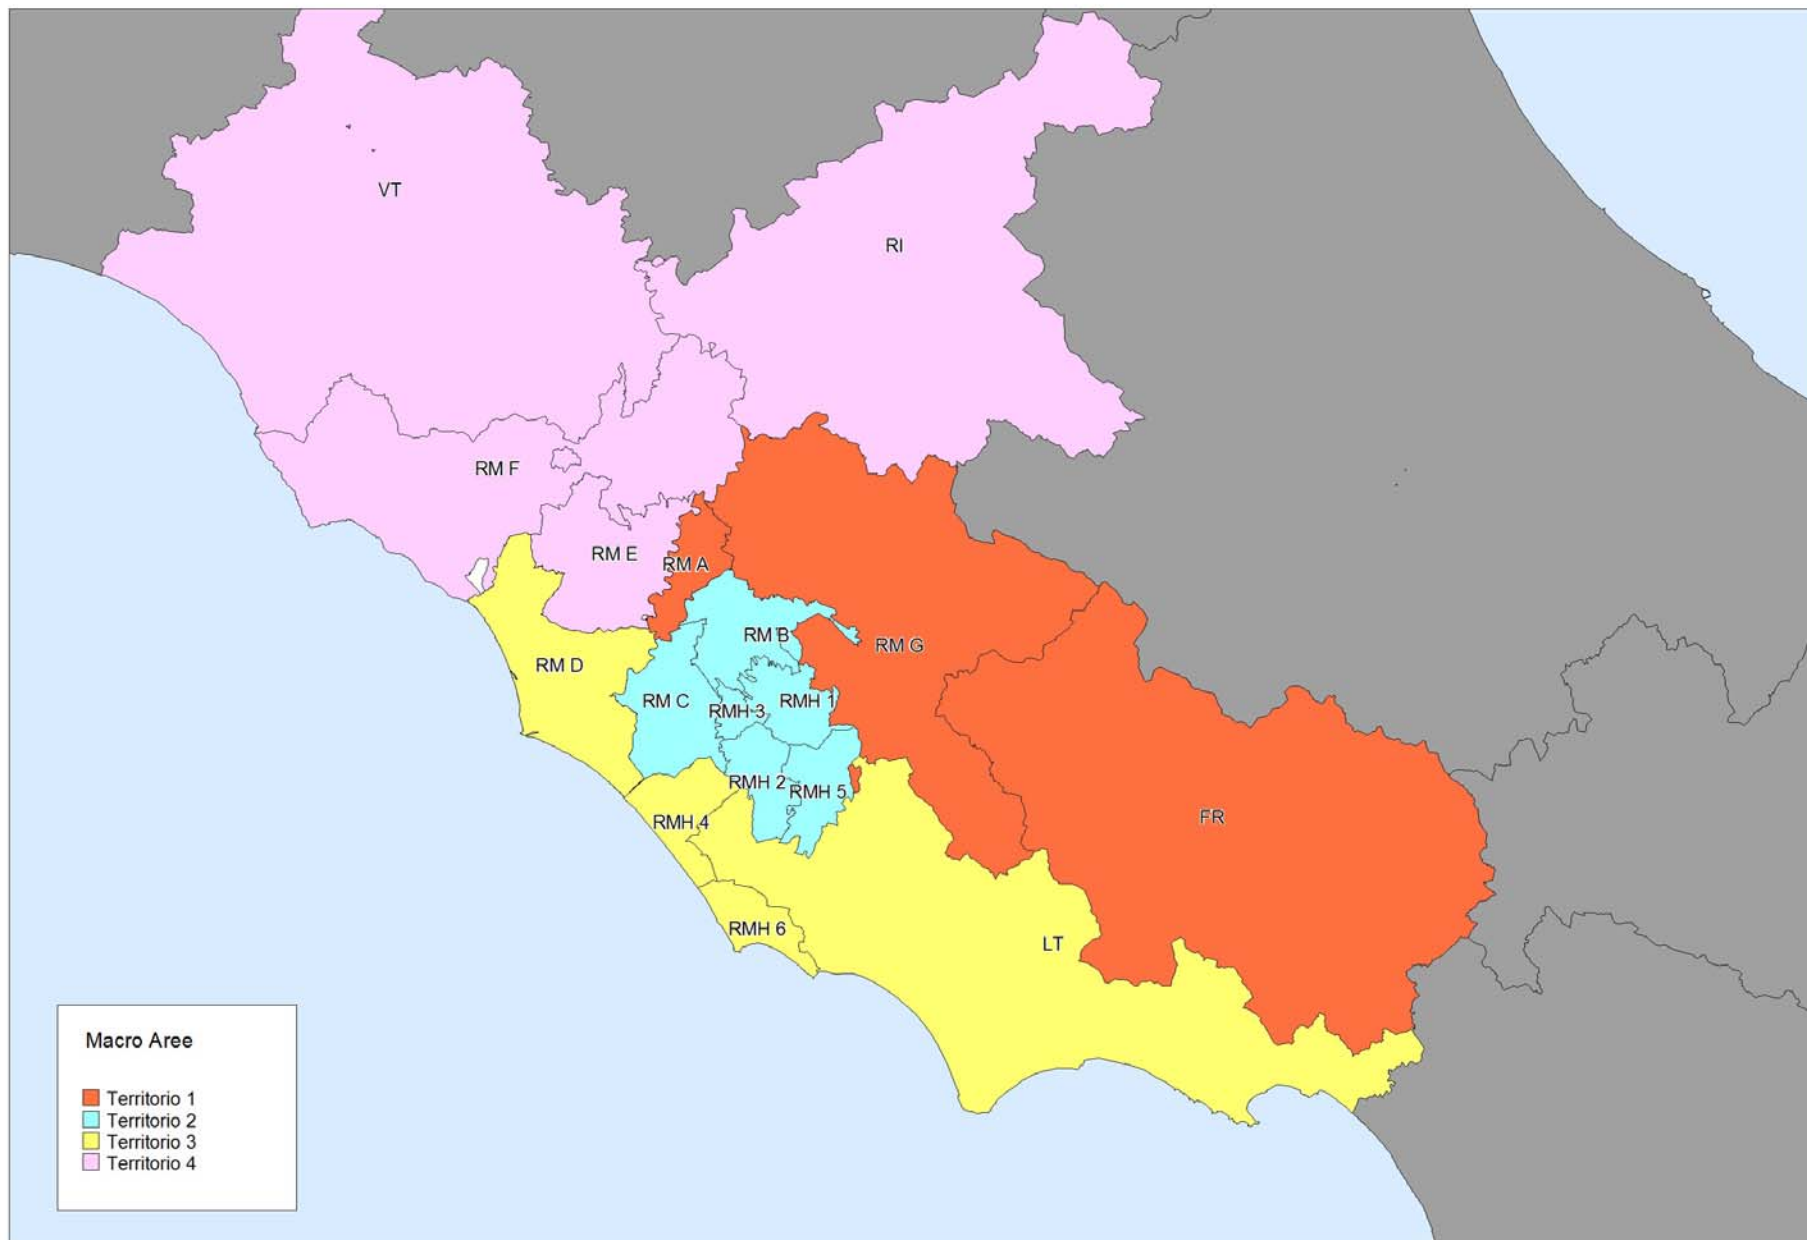 VT
RI
RM F
RM E
RM A
RM B
RM G
RM D
RM C
RMH 3
RMH 1
RMH 2
RMH 5
RMH 4
FR
RMH 6
LT
Macro Aree
Territorio 1
Territorio 2
Territorio 3
Territorio 4